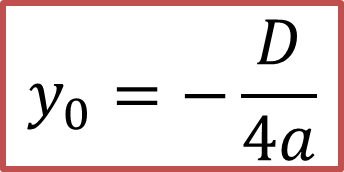 y₀ = − D/4a